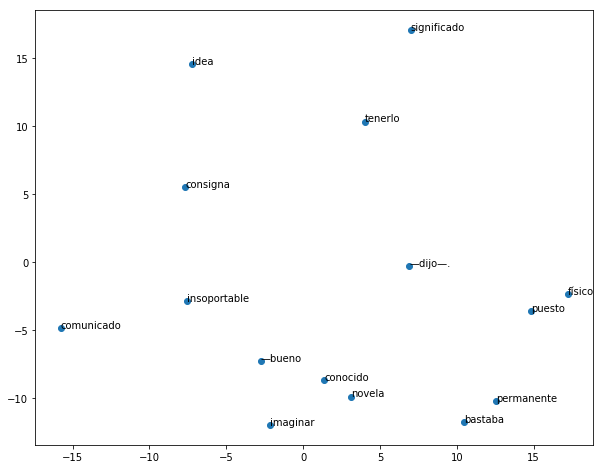 significado
idea
15
tenerlo
10
consigna
5
0
—dijo—.
físico
insoportable
puesto
comunicado
−5
—bueno
conocido
novela
permanente
−10
bastaba
imaginar
−15
−10
−5
0
5
10
15